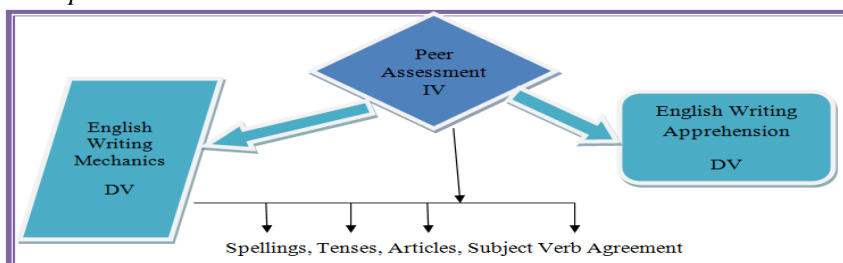 Peer
Assessment
IV
English
Writing
Mechanics
DV
English Writing
Apprehension
DV
Spellings, Tenses, Articles, Subject Verb Agreement